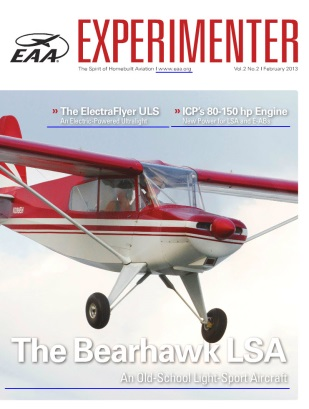 EAA
EXPERIMENTER
The Spirit of Homebuilt Aviation | www.eaa.org
Vol.2 No.2 | February 2013
» The ElectraFlyer ULS
An Electric-Powered Ultralight
» ICP's 80-150 hp Engine
New Power for LSA and E-ABs
The Bearhawk LSA
An Old-School Light-Sport Aircraft